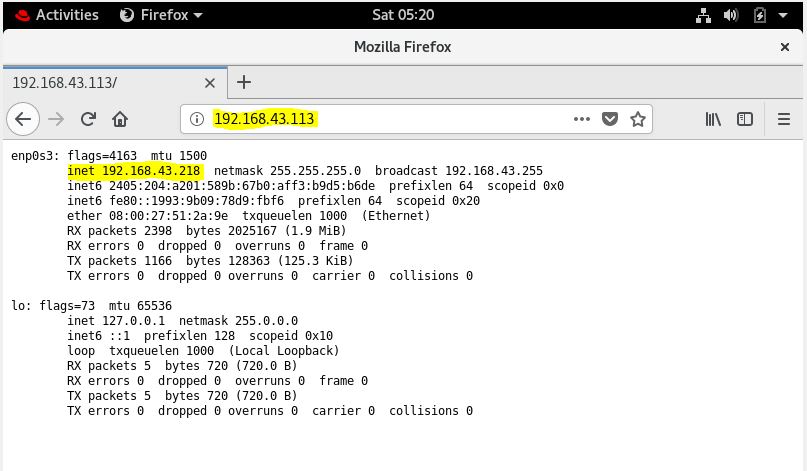 Activities Firefox Sat 05:20
Mozilla Firefox
192.168.43.113/
192.168.43.113
enp0s3: flags=4163 mtu 1500
inet 192.168.43.218 netmask 255.255.255.0 broadcast 192.168.43.255
inet6 2405:204:a201:589b:67b0:aff3:b9d5:b6de prefixlen 64 scopeid 0x0
inet6 fe80::1993:9b09:78d9:fbf6 prefixlen 64 scopeid 0x20
ether 08:00:27:51:2a:9e txqueuelen 1000 (Ethernet)
RX packets 2398 bytes 2025167 (1.9 MiB)
RX errors 0 dropped 0 overruns 0 frame 0
TX packets 1166 bytes 128363 (125.3 KiB)
TX errors 0 dropped 0 overruns 0 carrier 0 collisions 0
lo: flags=73 mtu 65536
inet 127.0.0.1 netmask 255.0.0.0
inet6 ::1 prefixlen 128 scopeid 0x10
loop txqueuelen 1000 (Local Loopback)
RX packets 5 bytes 720 (720.0 B)
RX errors 0 dropped 0 overruns 0 frame 0
TX packets 5 bytes 720 (720.0 B)
TX errors 0 dropped 0 overruns 0 carrier 0 collisions 0